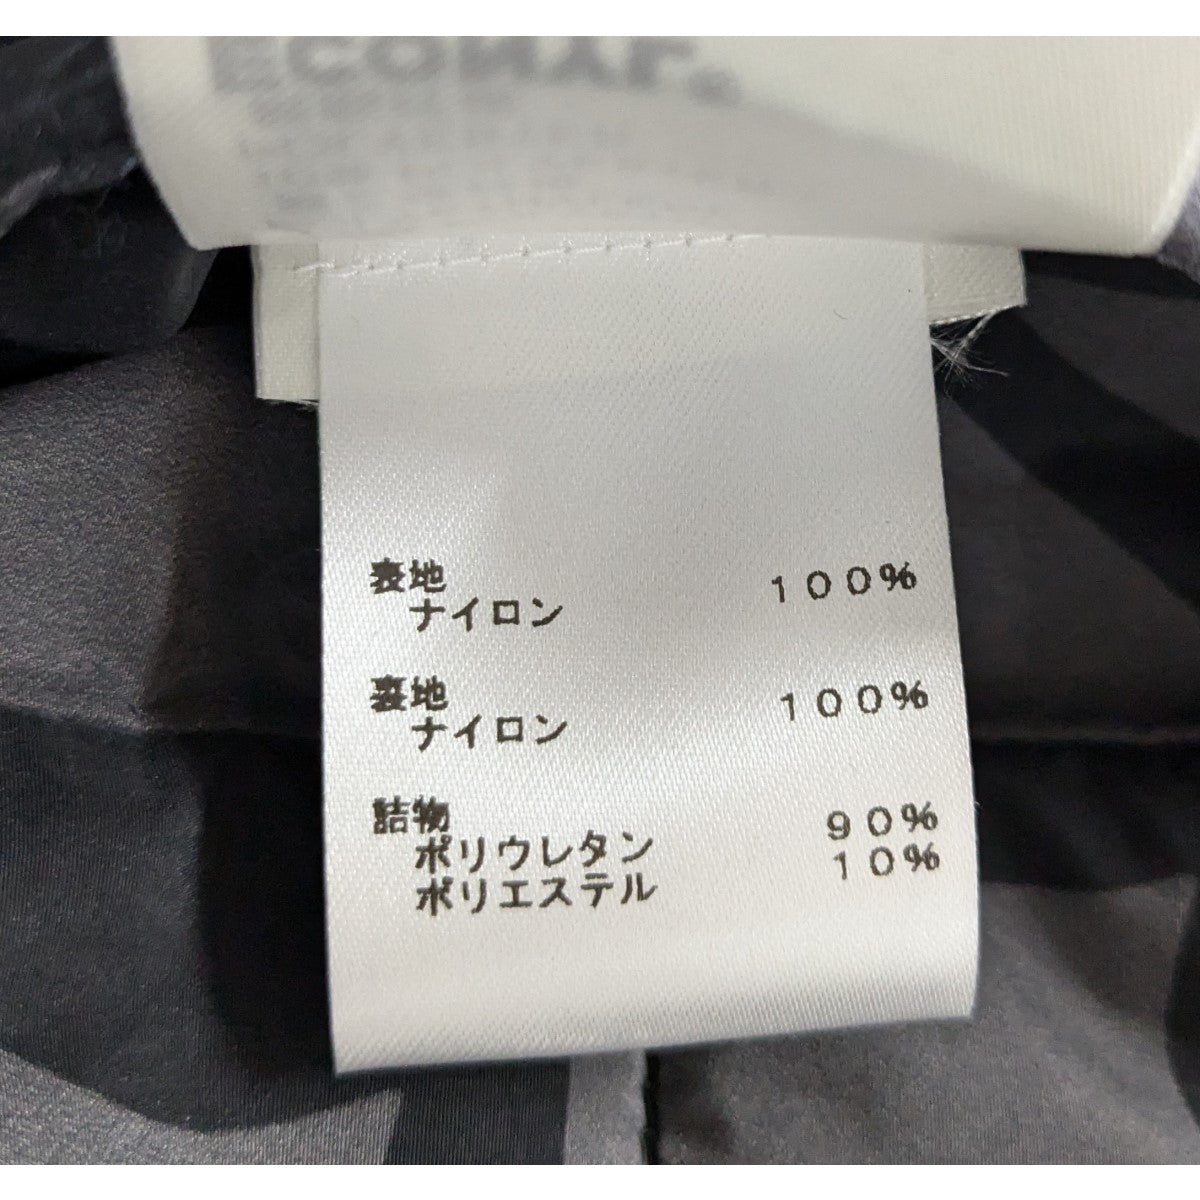 表地
ナイロン 100%
裏地
ナイロン 100%
詰物
ポリウレタン 90%
ポリエステル 10%